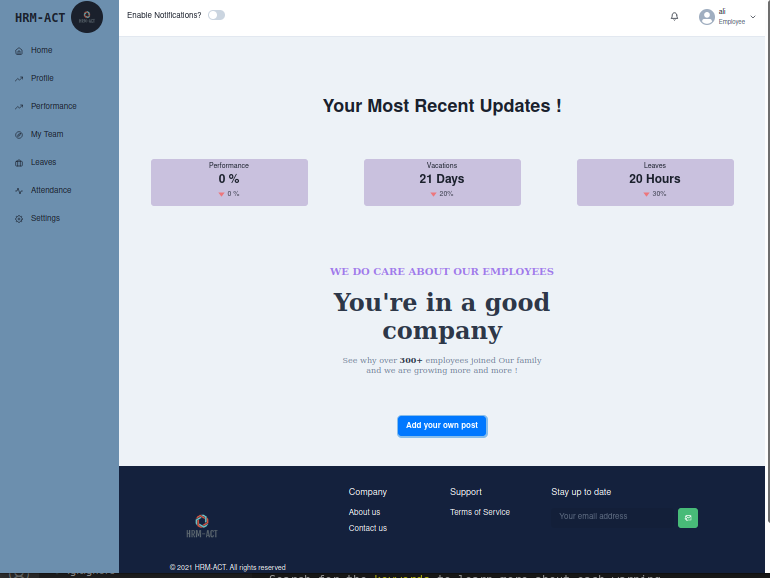 HRM-ACT
HRM-ACT
Enable Notifications?
ali
Employee
Home
Profile
Performance
My Team
Leaves
Attendance
Settings
Your Most Recent Updates !
Performance
0 %
0 %
Vacations
21 Days
20%
Leaves
20 Hours
30%
WE DO CARE ABOUT OUR EMPLOYEES
You're in a good
company
See why over 300+ employees joined Our family
and we are growing more and more !
Add your own post
HRM-ACT
Company
About us
Contact us
Support
Terms of Service
Stay up to date
Your email address
© 2021 HRM-ACT. All rights reserved
Search for the keywords to learn more about each warning.